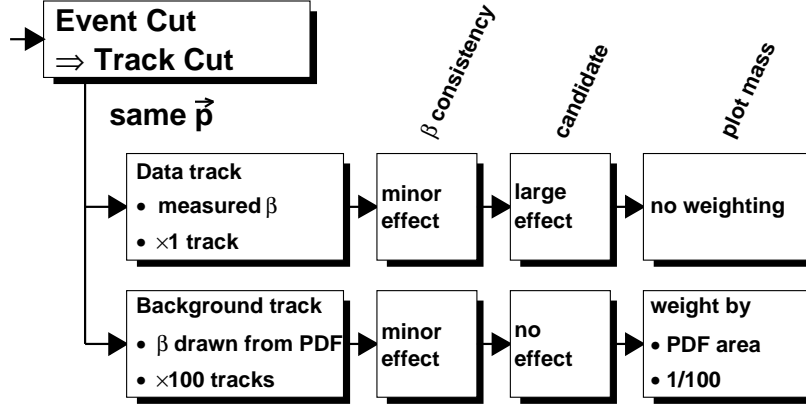 Event Cut
⇒ Track Cut
same p⃗
β consistency
candidate
plot mass
Data track
• measured β
• ×1 track
minor
effect
large
effect
no weighting
Background track
• β drawn from PDF
• ×100 tracks
minor
effect
no
effect
weight by
• PDF area
• 1/100